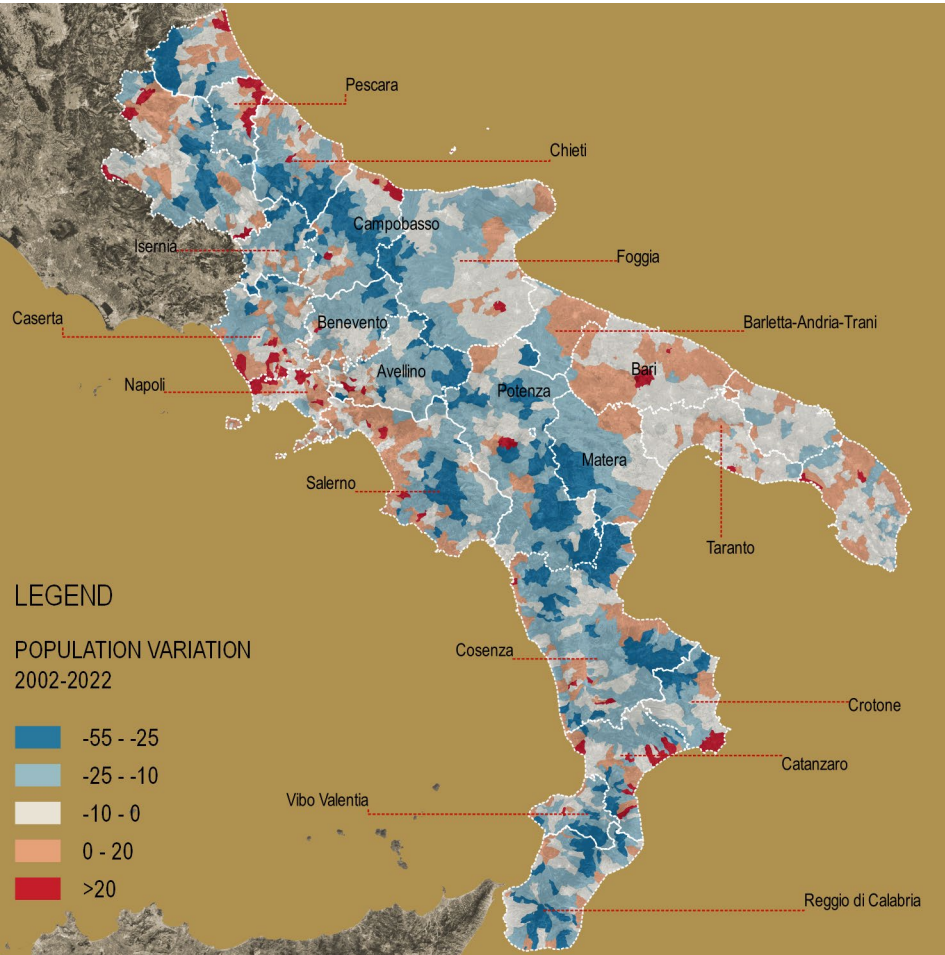 Pescara
Chieti
Campobasso
Isernia
Foggia
Caserta
Benevento
Barletta-Andria-Trani
Napoli
Avellino
Bari
Potenza
Matera
Salerno
Taranto
LEGEND
POPULATION VARIATION
2002-2022
-55 - -25
-25 - -10
-10 - 0
0 - 20
>20
Cosenza
Crotone
Catanzaro
Vibo Valentia
Reggio di Calabria